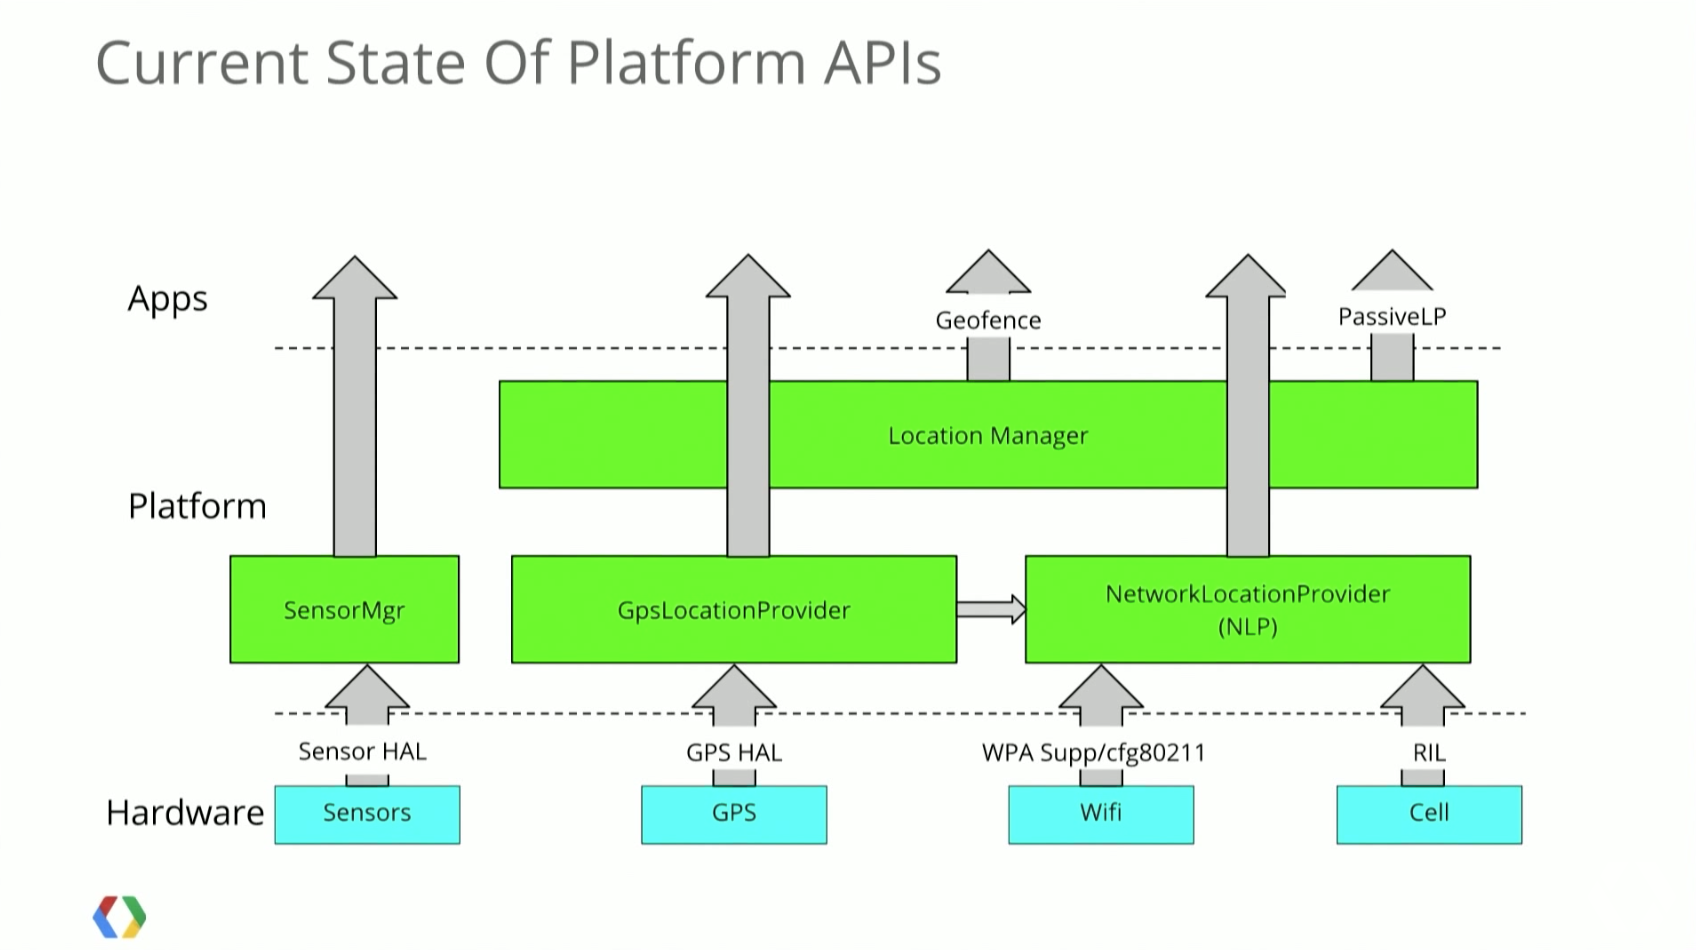 Current State Of Platform APIs
Apps
Geofence
PassiveLP
Location Manager
Platform
SensorMgr
GpsLocationProvider
NetworkLocationProvider
(NLP)
Sensor HAL
GPS HAL
WPA Supp/cfg80211
RIL
Hardware
Sensors
GPS
Wifi
Cell